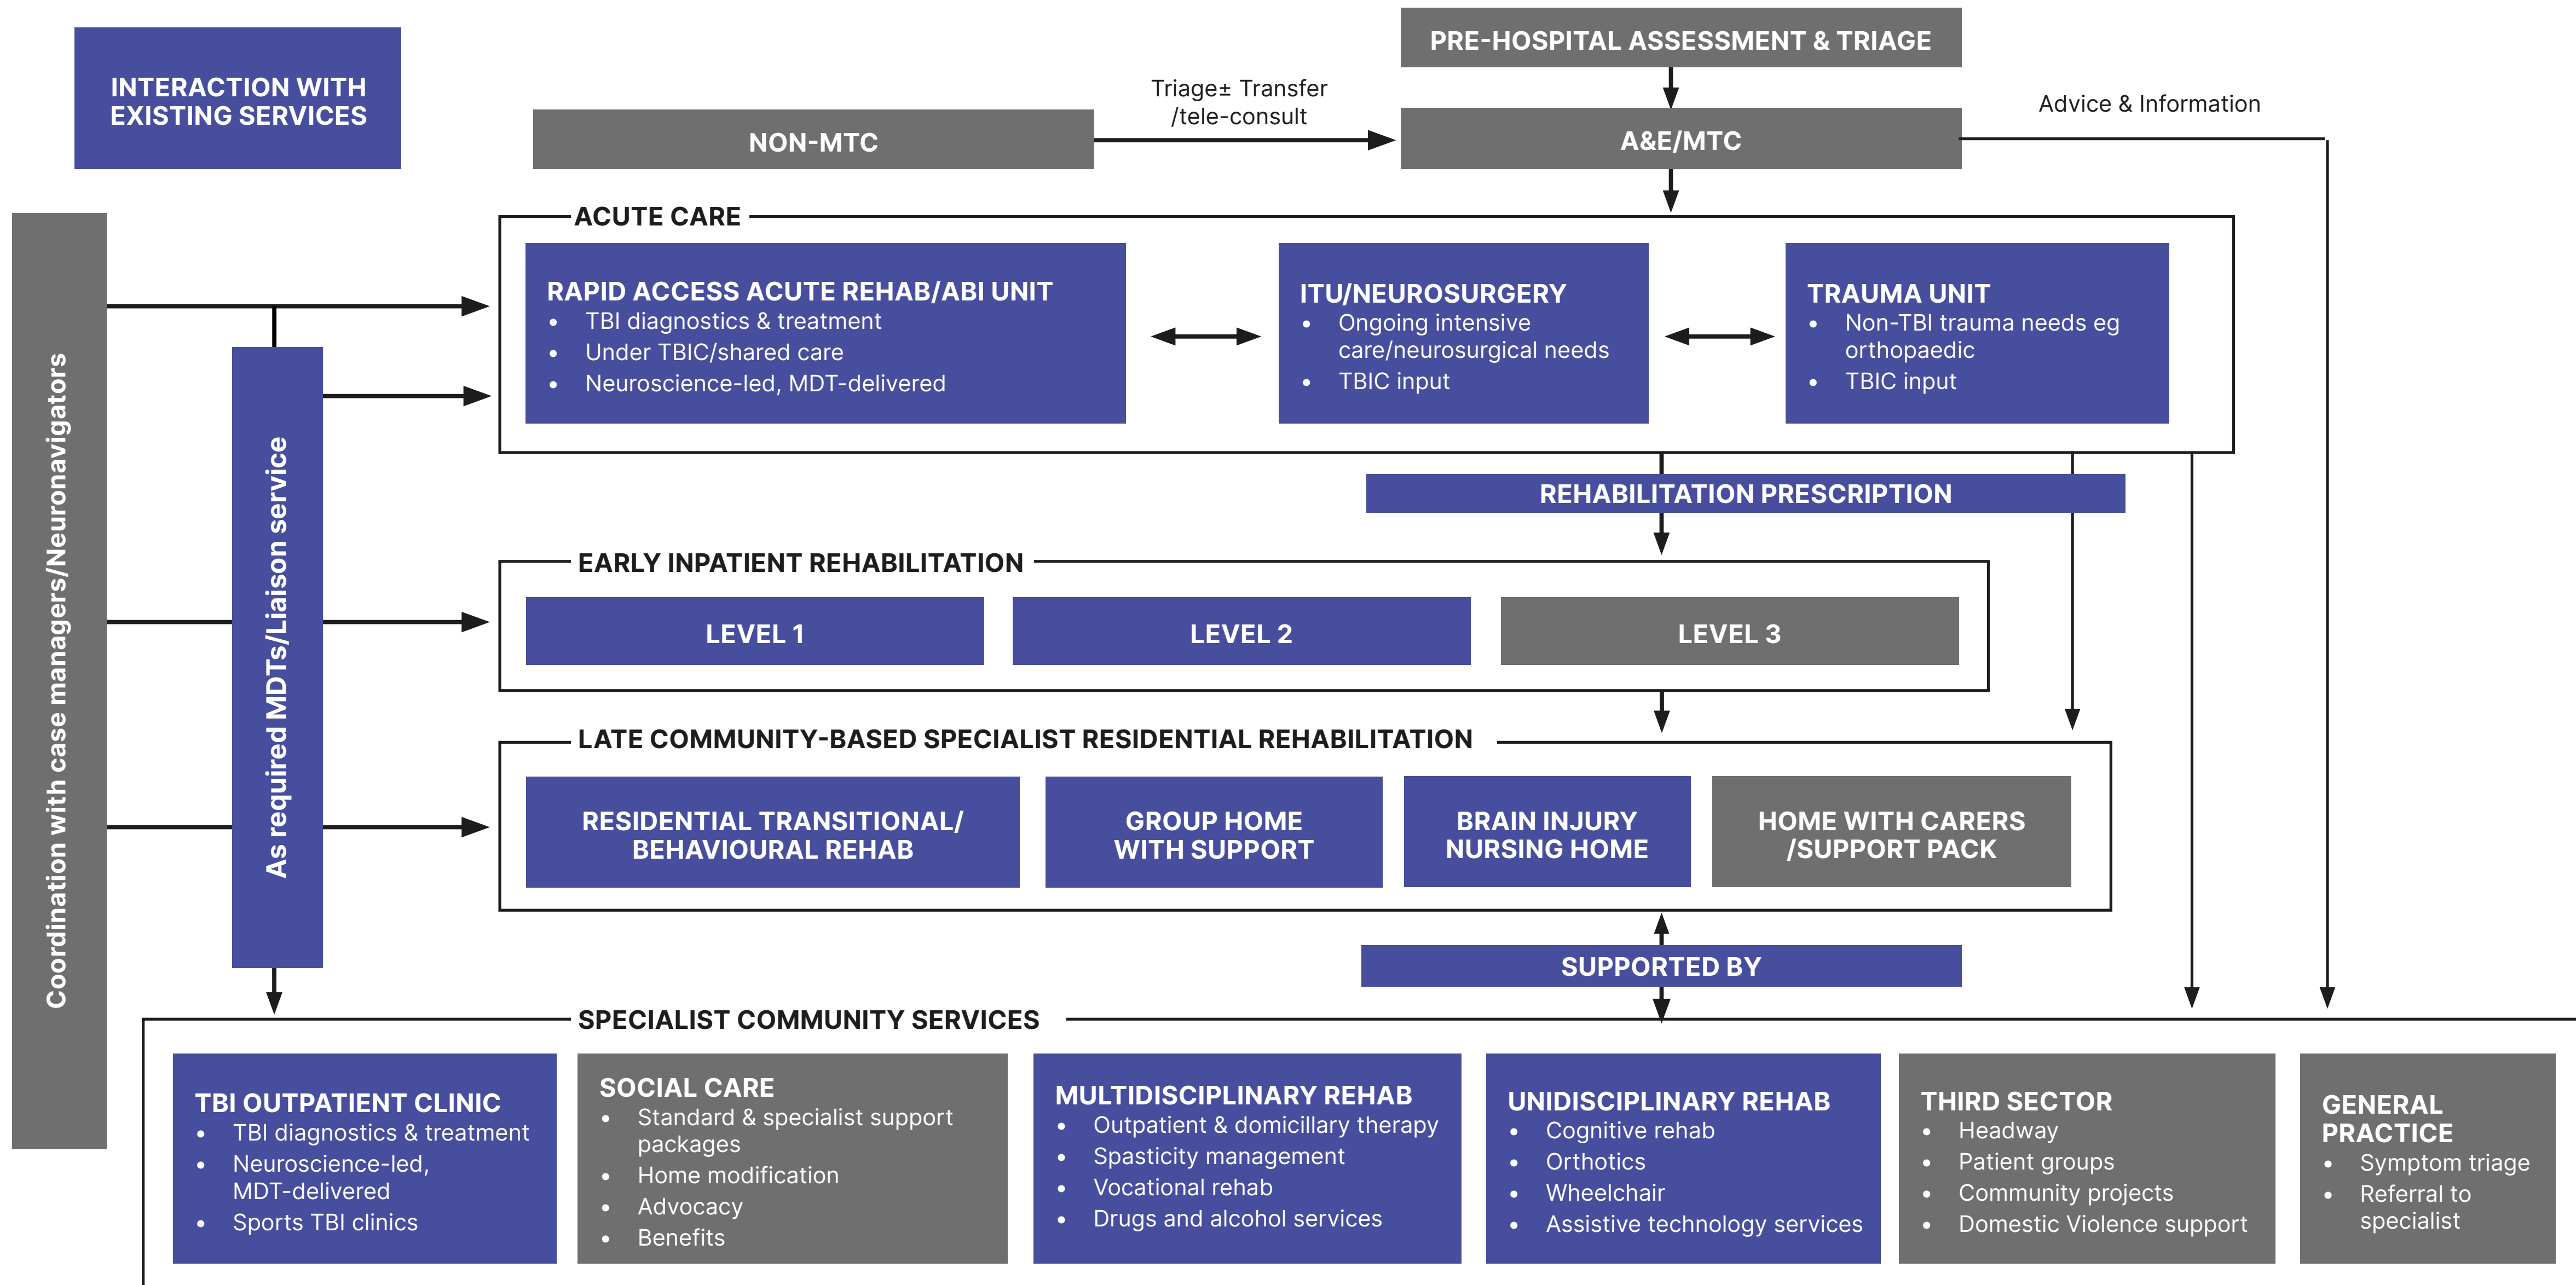 INTERACTION WITH
EXISTING SERVICES
PRE-HOSPITAL ASSESSMENT & TRIAGE
NON-MTC
Triage± Transfer
/tele-consult
A&E/MTC
Advice & Information
Coordination with case managers/Neuronavigators
As required MDTs/Liaison service
ACUTE CARE
RAPID ACCESS ACUTE REHAB/ABI UNIT
• TBI diagnostics & treatment
• Under TBIC/shared care
• Neuroscience-led, MDT-delivered
ITU/NEUROSURGERY
• Ongoing intensive
care/neurosurgical needs
• TBIC input
TRAUMA UNIT
• Non-TBI trauma needs eg
orthopaedic
• TBIC input
REHABILITATION PRESCRIPTION
EARLY INPATIENT REHABILITATION
LEVEL 1
LEVEL 2
LEVEL 3
LATE COMMUNITY-BASED SPECIALIST RESIDENTIAL REHABILITATION
RESIDENTIAL TRANSITIONAL/
BEHAVIOURAL REHAB
GROUP HOME
WITH SUPPORT
BRAIN INJURY
NURSING HOME
HOME WITH CARERS
/SUPPORT PACK
SUPPORTED BY
SPECIALIST COMMUNITY SERVICES
TBI OUTPATIENT CLINIC
• TBI diagnostics & treatment
• Neuroscience-led,
MDT-delivered
• Sports TBI clinics
SOCIAL CARE
• Standard & specialist support
packages
• Home modification
• Advocacy
• Benefits
MULTIDISCIPLINARY REHAB
• Outpatient & domicillary therapy
• Spasticity management
• Vocational rehab
• Drugs and alcohol services
UNIDISCIPLINARY REHAB
• Cognitive rehab
• Orthotics
• Wheelchair
• Assistive technology services
THIRD SECTOR
• Headway
• Patient groups
• Community projects
• Domestic Violence support
GENERAL
PRACTICE
• Symptom triage
• Referral to
specialist